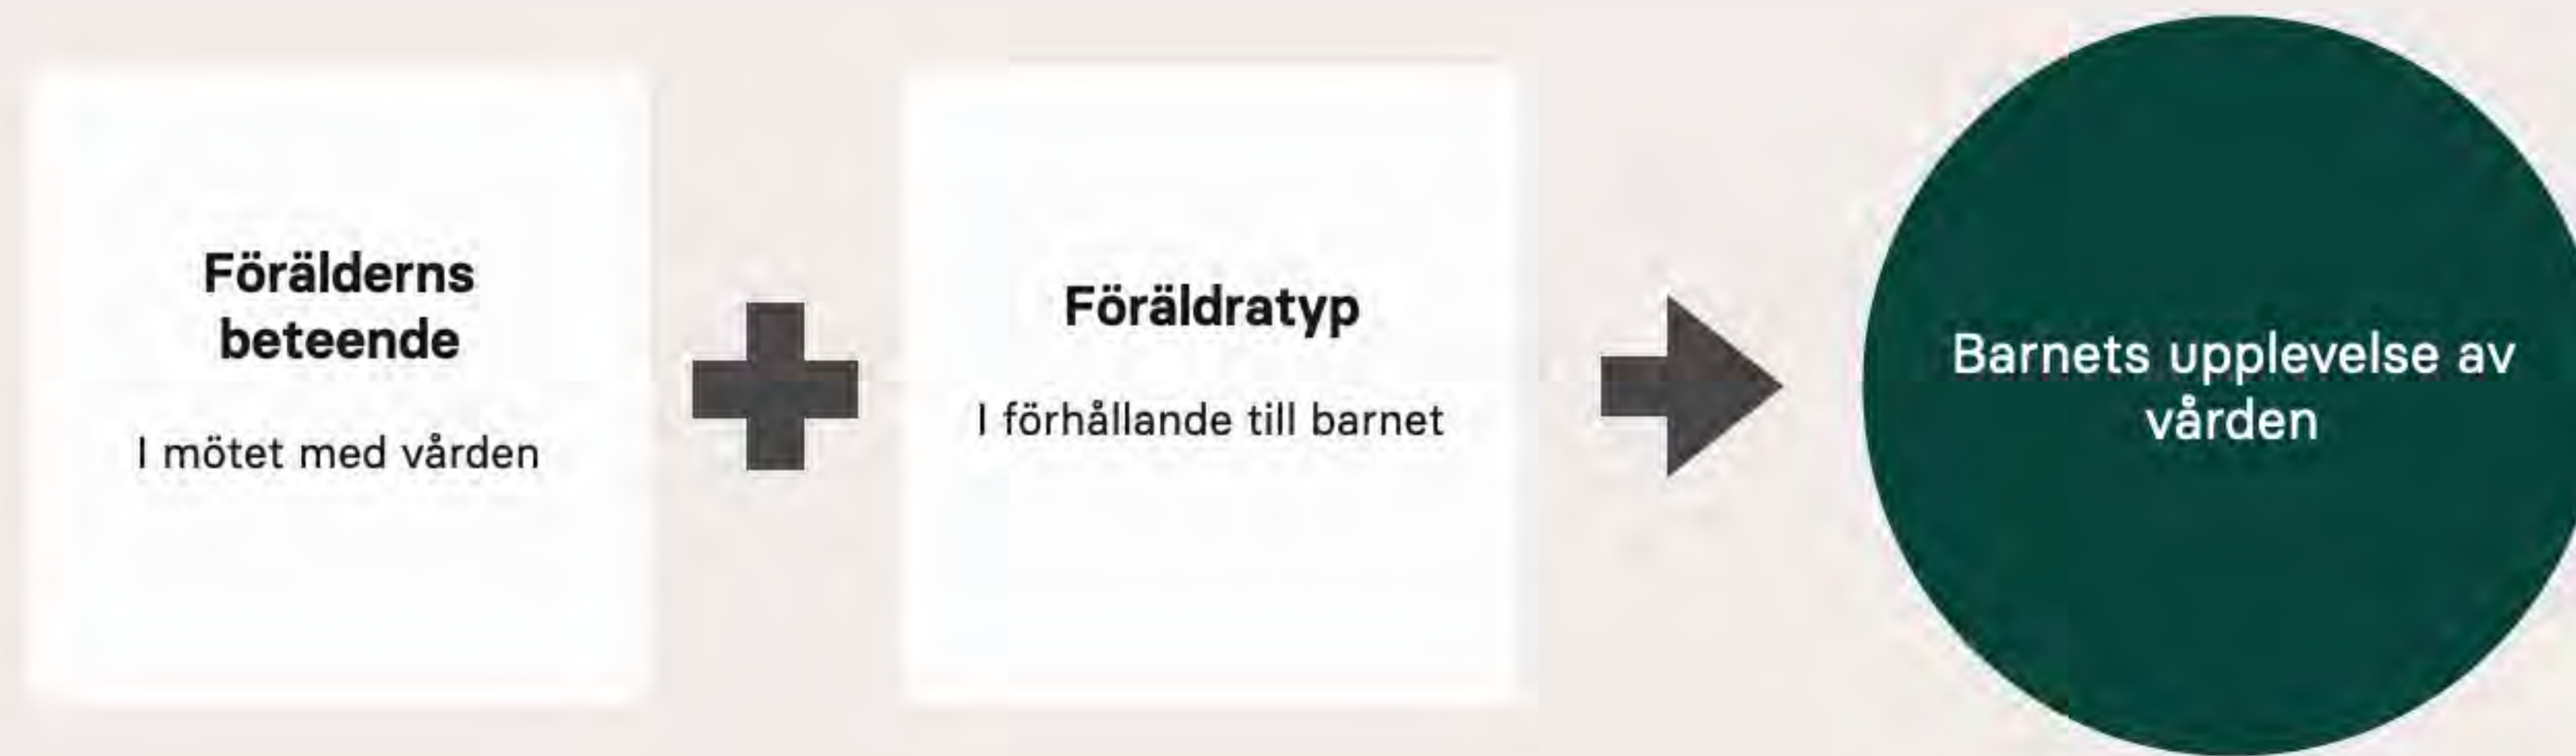 Förälderns
beteende
I mötet med vården
Föräldratyp
I förhållande till barnet
Barnets upplevelse av
vården